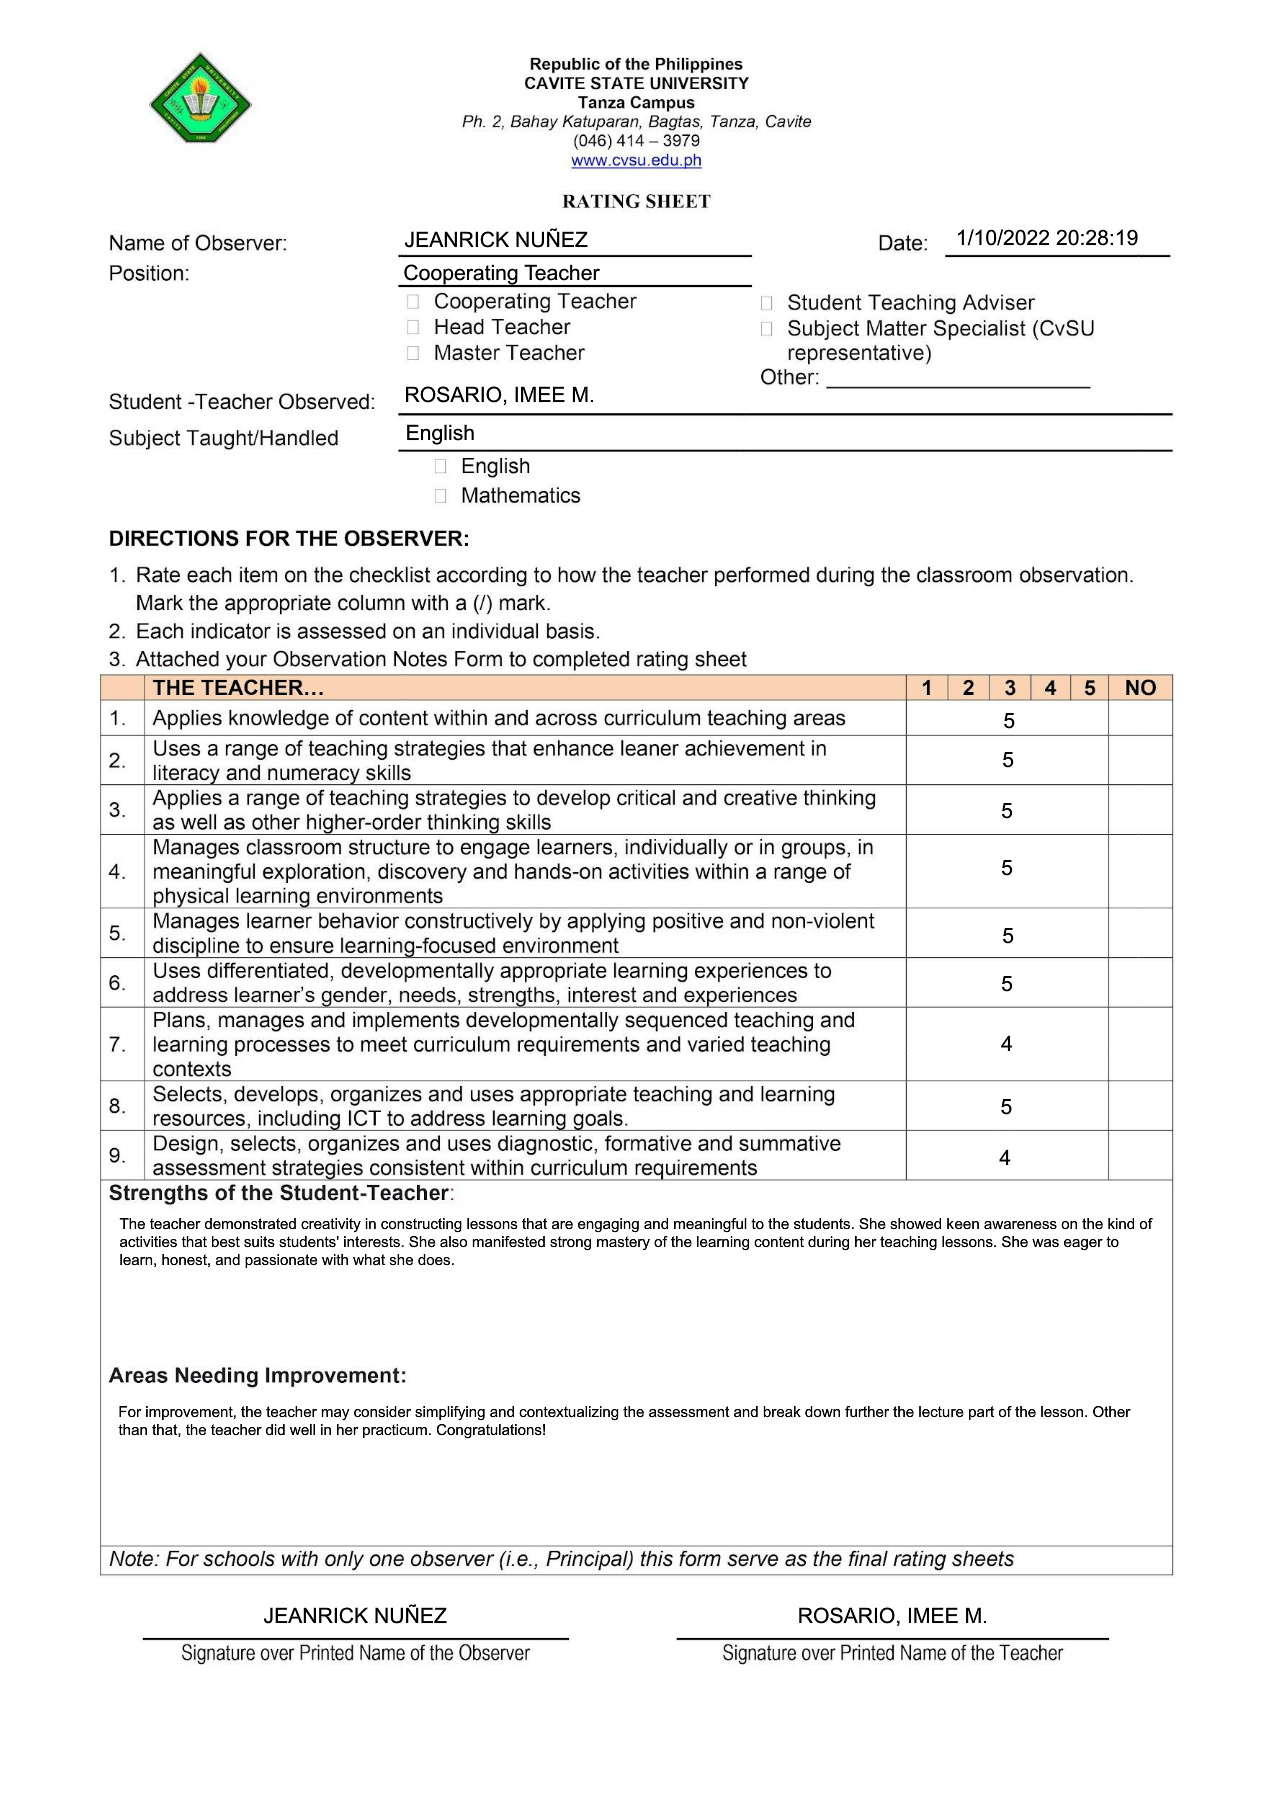 Republic of the Philippines
CAVITE STATE UNIVERSITY
Tanza Campus
Ph. 2, Bahay Katuparan, Bagtas, Tanza, Cavite
(046) 414 – 3979
www.cvsu.edu.ph
RATING SHEET
Name of Observer: JEANRICK NUÑEZ Date: 1/10/2022 20:28:19
Position: Cooperating Teacher
Cooperating Teacher
Head Teacher
Master Teacher
Student Teaching Adviser
Subject Matter Specialist (CvSU
representative)
Other:
Student -Teacher Observed: ROSARIO, IMEE M.
Subject Taught/Handled English
English
Mathematics
DIRECTIONS FOR THE OBSERVER:
1. Rate each item on the checklist according to how the teacher performed during the classroom observation.
Mark the appropriate column with a (/) mark.
2. Each indicator is assessed on an individual basis.
3. Attached your Observation Notes Form to completed rating sheet
THE TEACHER… 1 2 3 4 5 NO
1. Applies knowledge of content within and across curriculum teaching areas 5
2. Uses a range of teaching strategies that enhance leaner achievement in
literacy and numeracy skills 5
3. Applies a range of teaching strategies to develop critical and creative thinking
as well as other higher-order thinking skills 5
4. Manages classroom structure to engage learners, individually or in groups, in
meaningful exploration, discovery and hands-on activities within a range of
physical learning environments 5
5. Manages learner behavior constructively by applying positive and non-violent
discipline to ensure learning-focused environment 5
6. Uses differentiated, developmentally appropriate learning experiences to
address learner's gender, needs, strengths, interest and experiences 5
7. Plans, manages and implements developmentally sequenced teaching and
learning processes to meet curriculum requirements and varied teaching
contexts 4
8. Selects, develops, organizes and uses appropriate teaching and learning
resources, including ICT to address learning goals. 5
9. Design, selects, organizes and uses diagnostic, formative and summative
assessment strategies consistent within curriculum requirements 4
Strengths of the Student-Teacher:
The teacher demonstrated creativity in constructing lessons that are engaging and meaningful to the students. She showed keen awareness on the kind of
activities that best suits students' interests. She also manifested strong mastery of the learning content during her teaching lessons. She was eager to
learn, honest, and passionate with what she does.
Areas Needing Improvement:
For improvement, the teacher may consider simplifying and contextualizing the assessment and break down further the lecture part of the lesson. Other
than that, the teacher did well in her practicum. Congratulations!
Note: For schools with only one observer (i.e., Principal) this form serve as the final rating sheets
JEANRICK NUÑEZ ROSARIO, IMEE M.
Signature over Printed Name of the Observer Signature over Printed Name of the Teacher